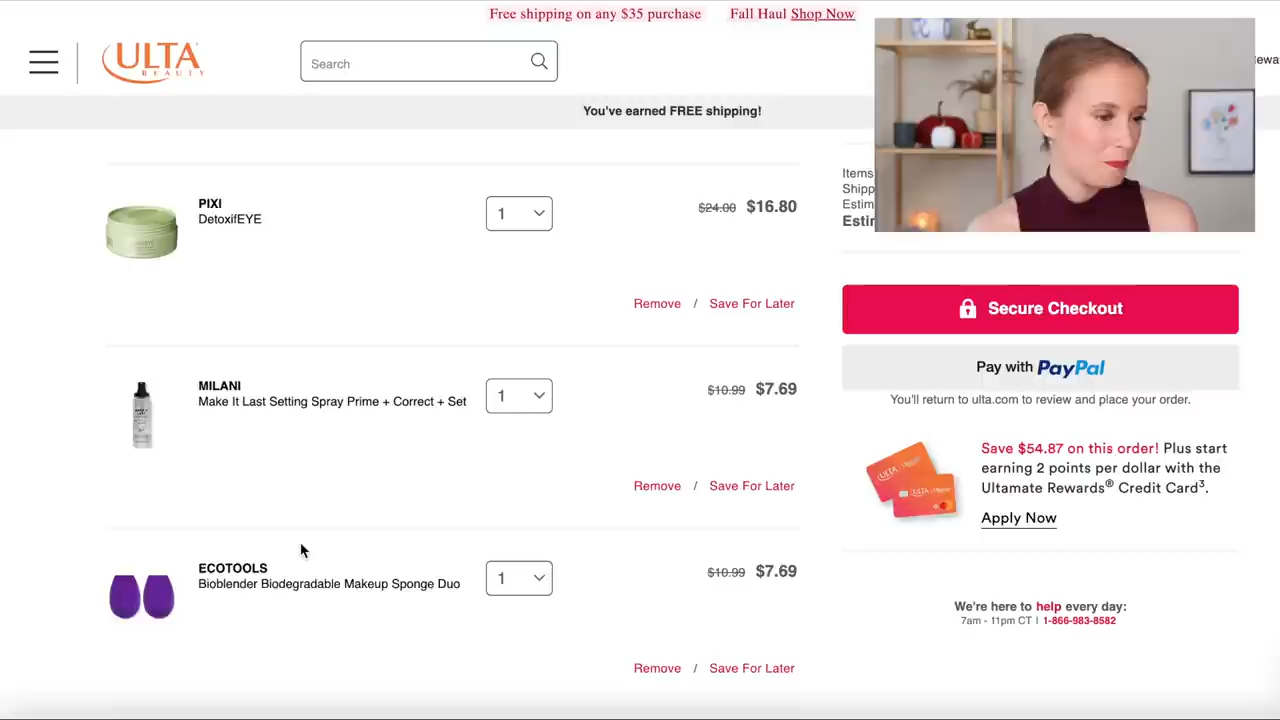 Free shipping on any $35 purchase
Fall Haul Shop Now
ULTA
BEAUTY
Search
You've earned FREE shipping!
PIXI
DetoxifEYE
1
$24.00 $16.80
Remove / Save For Later
MILANI
Make It Last Setting Spray Prime + Correct + Set
1
$10.99 $7.69
Remove / Save For Later
ECOTOOLS
Bioblender Biodegradable Makeup Sponge Duo
1
$10.99 $7.69
Remove / Save For Later
Items
Shipp
Estim
Estir
Secure Checkout
Pay with PayPal
You'll return to ulta.com to review and place your order.
ULTA
Save $54.87 on this order! Plus start
earning 2 points per dollar with the
Ultamate Rewards® Credit Card³.
Apply Now
We're here to help every day:
7am - 11pm CT | 1-866-983-8582